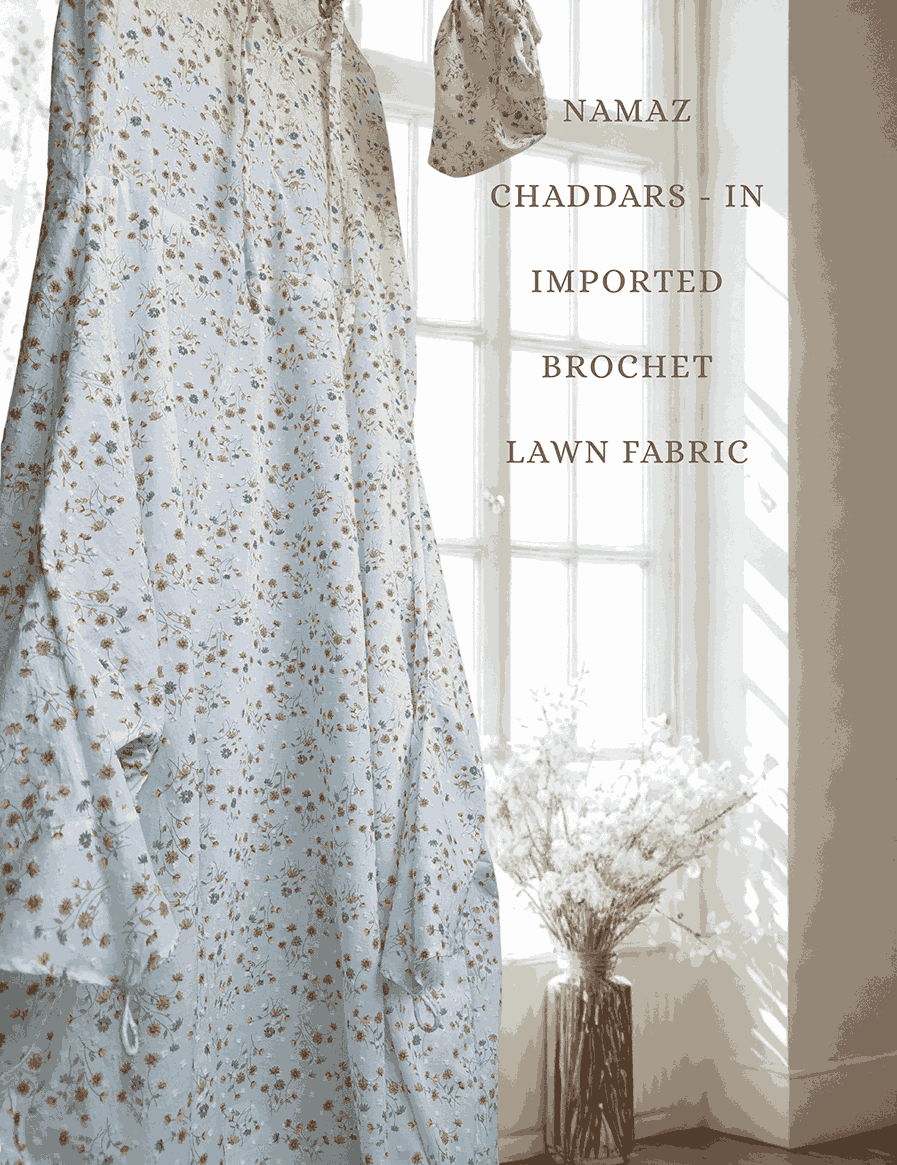 NAMAZ
CHADDARS - IN
IMPORTED
BROCHET
LAWN FABRIC